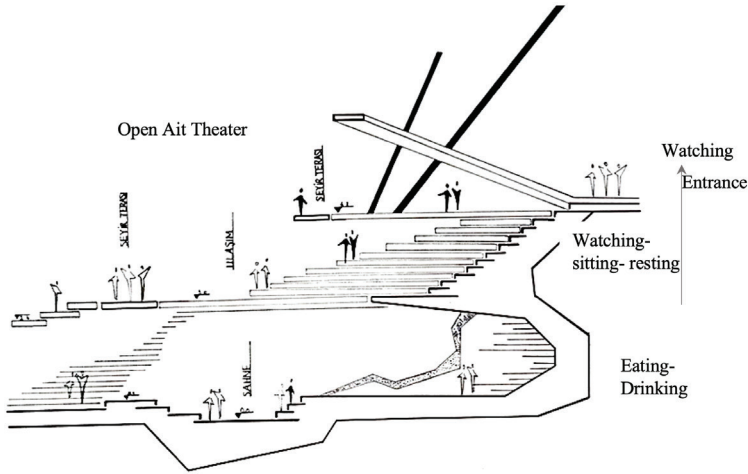 Open Ait Theater
Watching
Entrance
SEYİR TERASI
SEYİR TERASI
ULAŞIM
Watching-
sitting- resting
SAHNE
Eating-
Drinking